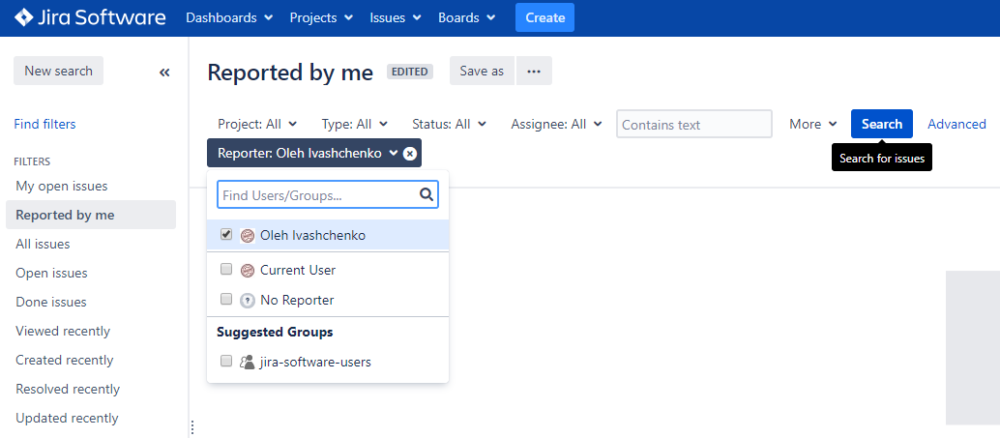 Jira Software Dashboards Projects Issues Boards Create
New search «
Reported by me EDITED Save as ···
Find filters
Project: All Type: All Status: All Assignee: All Contains text More Search Advanced
Reporter: Oleh Ivashchenko
Search for issues
FILTERS
My open issues
Reported by me
All issues
Open issues
Done issues
Viewed recently
Created recently
Resolved recently
Updated recently
Find Users/Groups...
Oleh Ivashchenko
Current User
No Reporter
Suggested Groups
jira-software-users